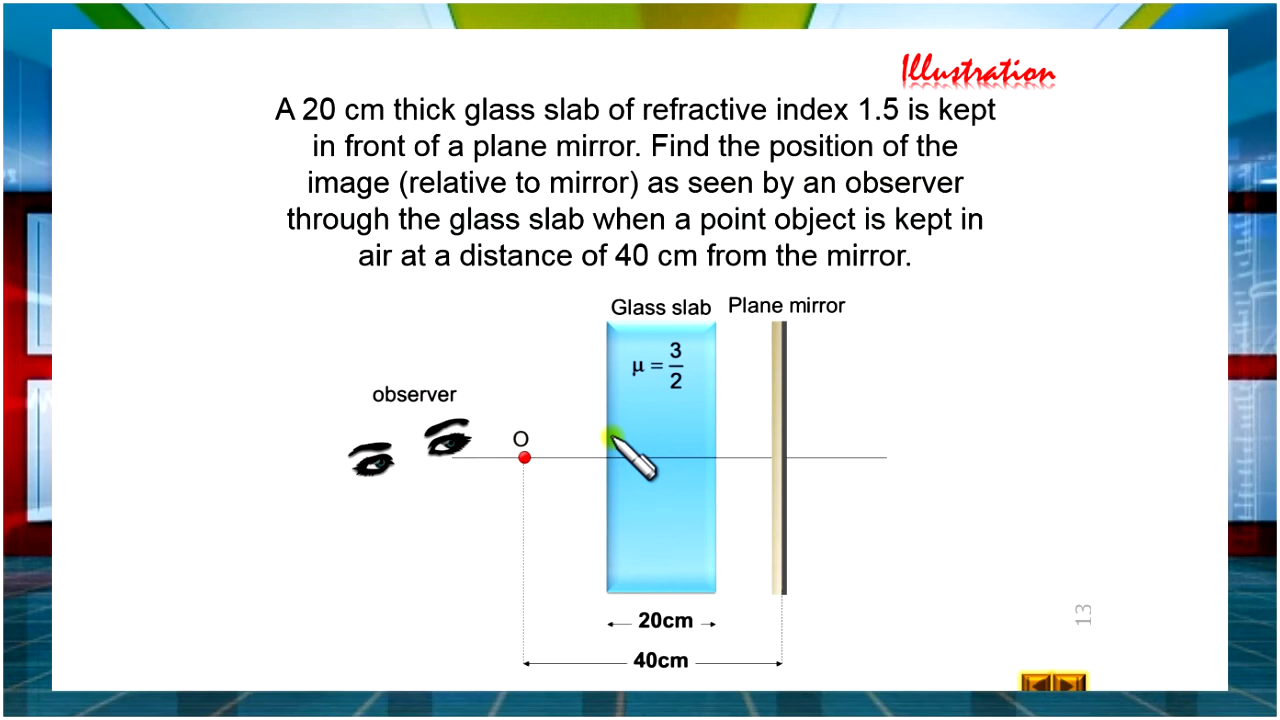 Illustration
A 20 cm thick glass slab of refractive index 1.5 is kept
in front of a plane mirror. Find the position of the
image (relative to mirror) as seen by an observer
through the glass slab when a point object is kept in
air at a distance of 40 cm from the mirror.
Glass slab Plane mirror
μ = 3/2
observer
O
20cm
40cm
13